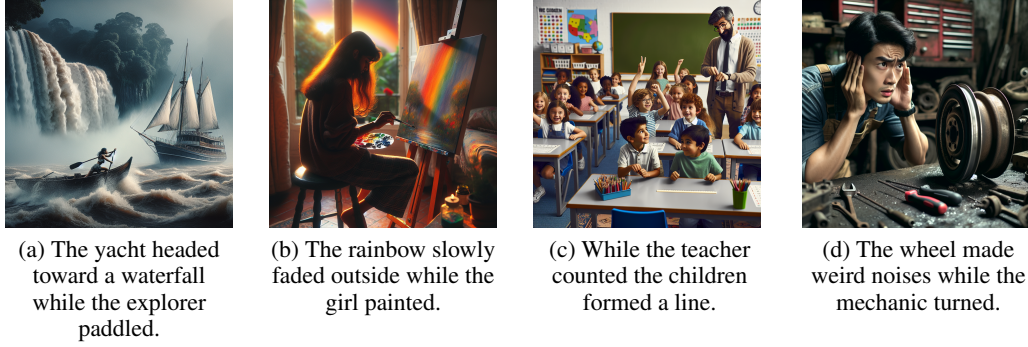 (a) The yacht headed
toward a waterfall
while the explorer
paddled.
(b) The rainbow slowly
faded outside while the
girl painted.
(c) While the teacher
counted the children
formed a line.
(d) The wheel made
weird noises while the
mechanic turned.